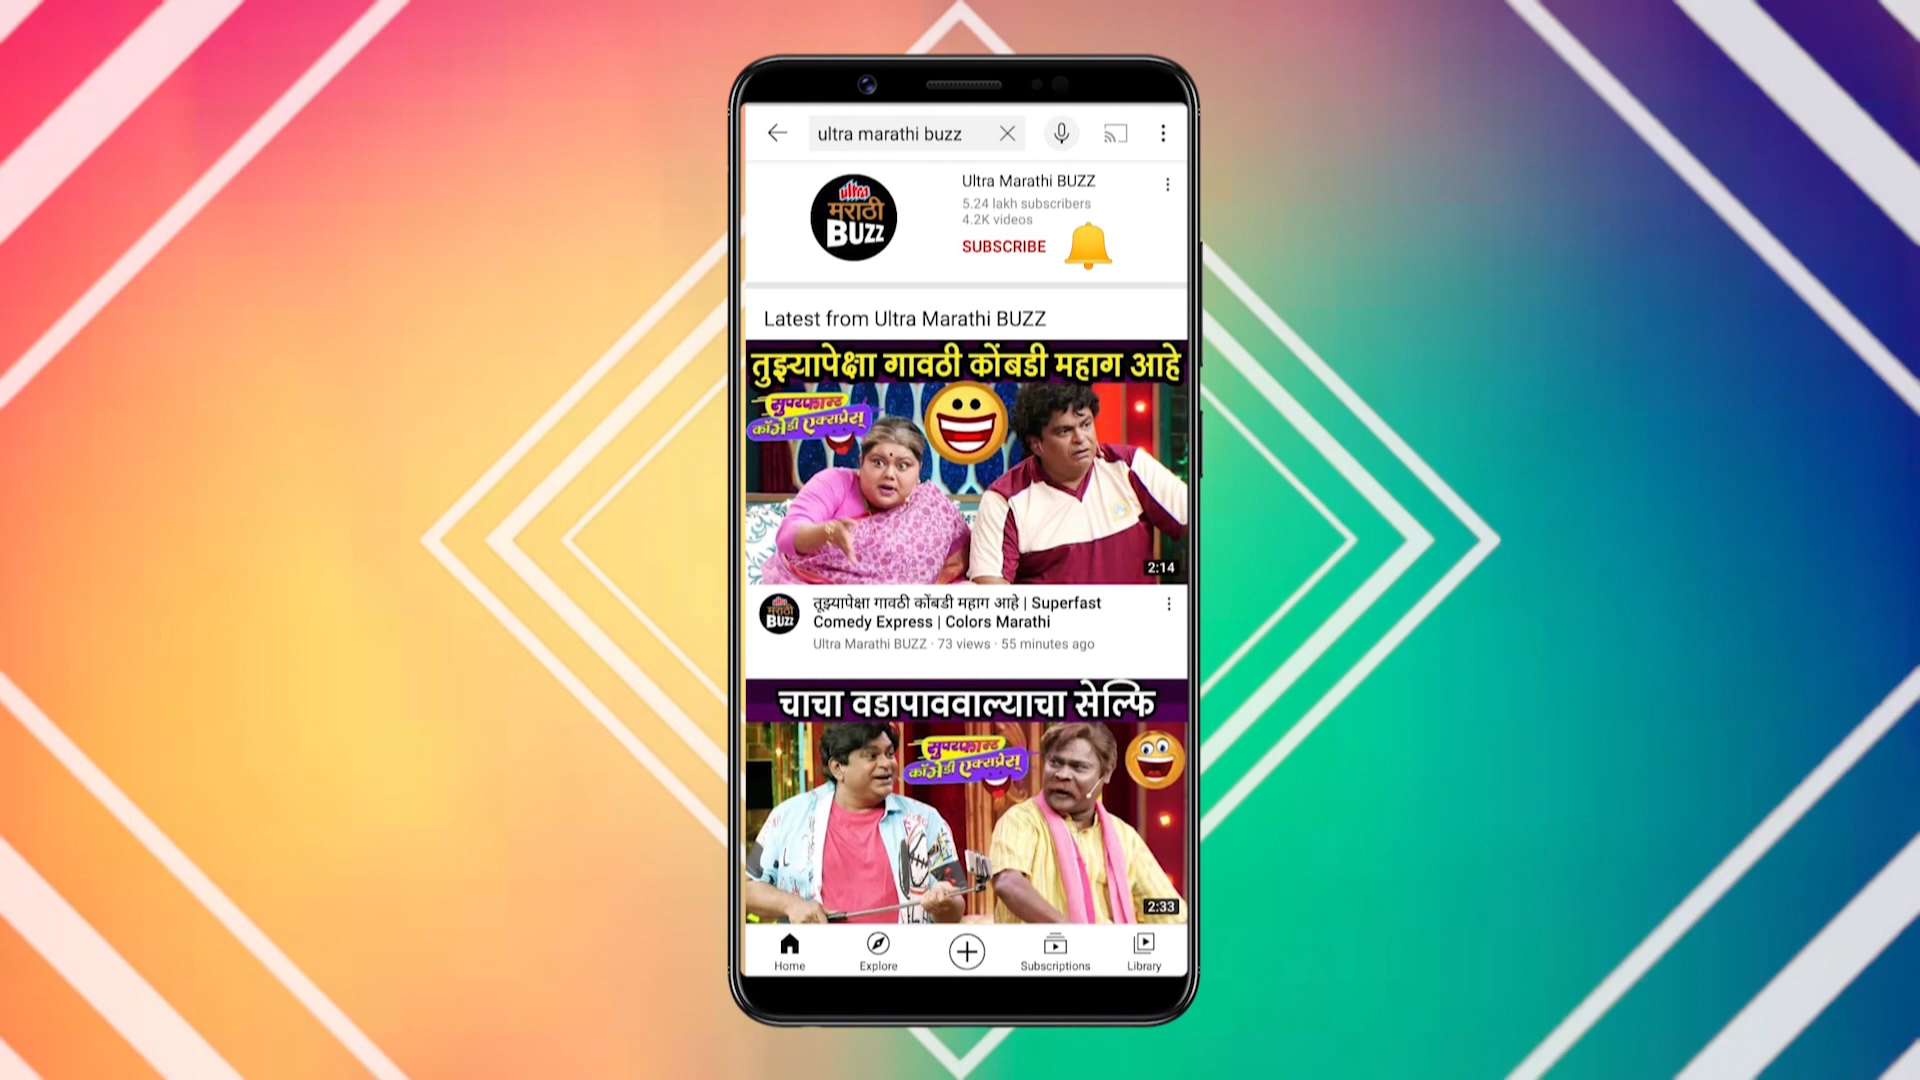 ultra marathi buzz
ultra
मराठी
BUZZ
Ultra Marathi BUZZ
5.24 lakh subscribers
4.2K videos
SUBSCRIBE
Latest from Ultra Marathi BUZZ
तुझ्यापेक्षा गावठी कोंबडी महाग आहे
सुपरफास्ट
कॉमेडी एक्सप्रेस्
2:14
ultra
मराठी
BUZZ
तूझ्यापेक्षा गावठी कोंबडी महाग आहे | Superfast
Comedy Express | Colors Marathi
Ultra Marathi BUZZ · 73 views · 55 minutes ago
चाचा वडापाववाल्याचा सेल्फि
सुपरफास्ट
कॉमेडी एक्सप्रेस्
2:33
Home
Explore
Subscriptions
Library